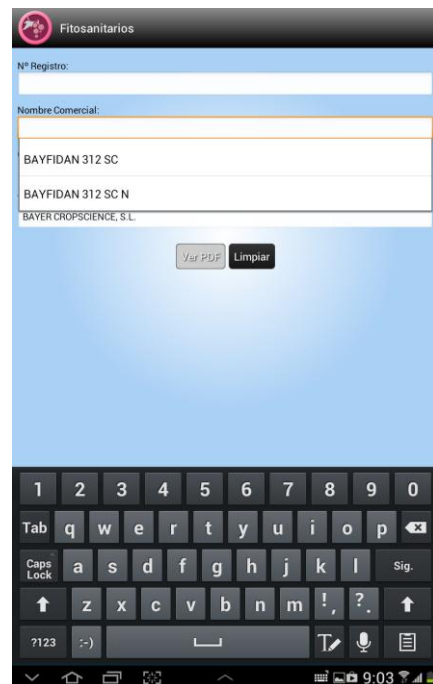 Fitosanitarios
Nº Registro:
Nombre Comercial:
BAYFIDAN 312 SC
BAYFIDAN 312 SC N
BAYER CROPSCIENCE, S.L.
Ver PDF Limpiar
1 2 3 4 5 6 7 8 9 0
Tab q w e r t y u i o p
Caps Lock a s d f g h j k l Sig.
z x c v b n m !, ?.
?123 :-)
9:03